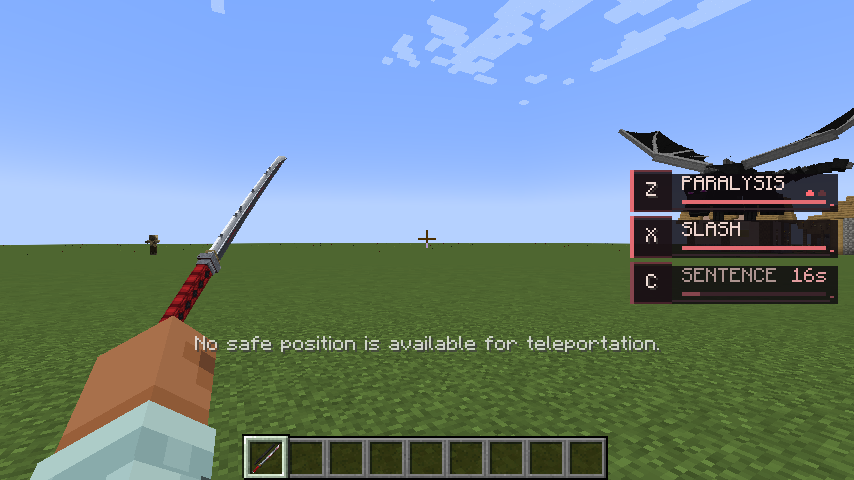 Z PARALYSIS
X SLASH
C SENTENCE 16s
No safe position is available for teleportation.